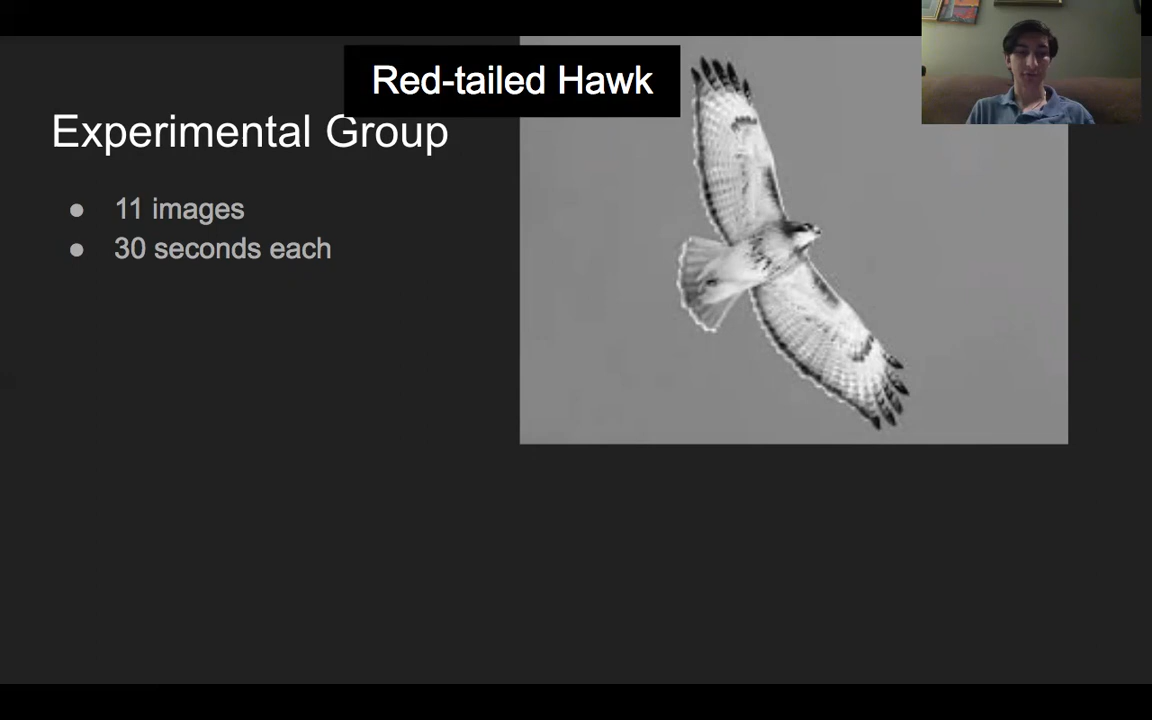 Red-tailed Hawk
Experimental Group
● 11 images
● 30 seconds each